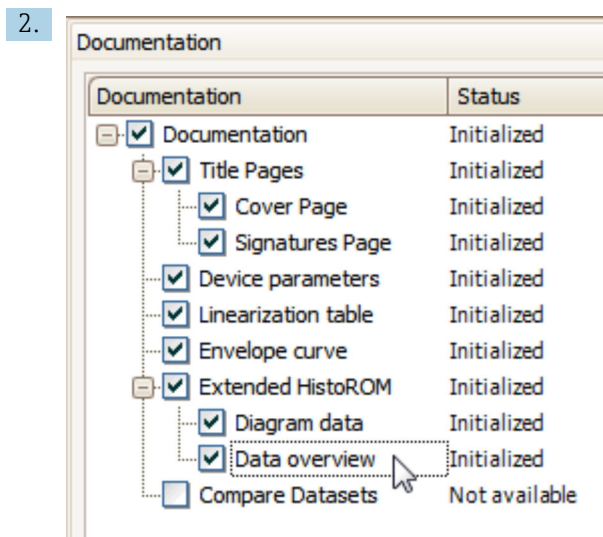 2.
Documentation
Documentation Status
Documentation Initialized
Title Pages Initialized
Cover Page Initialized
Signatures Page Initialized
Device parameters Initialized
Linearization table Initialized
Envelope curve Initialized
Extended HistoROM Initialized
Diagram data Initialized
Data overview Initialized
Compare Datasets Not available